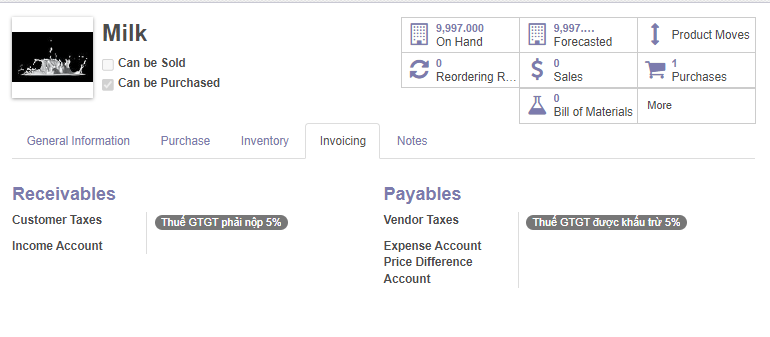 Milk
Can be Sold
Can be Purchased
9,997.000
On Hand
9,997....
Forecasted
Product Moves
0
Reordering R...
0
Sales
1
Purchases
0
Bill of Materials
More
General Information
Purchase
Inventory
Invoicing
Notes
Receivables
Customer Taxes
Thuế GTGT phải nộp 5%
Income Account
Payables
Vendor Taxes
Thuế GTGT được khấu trừ 5%
Expense Account
Price Difference
Account